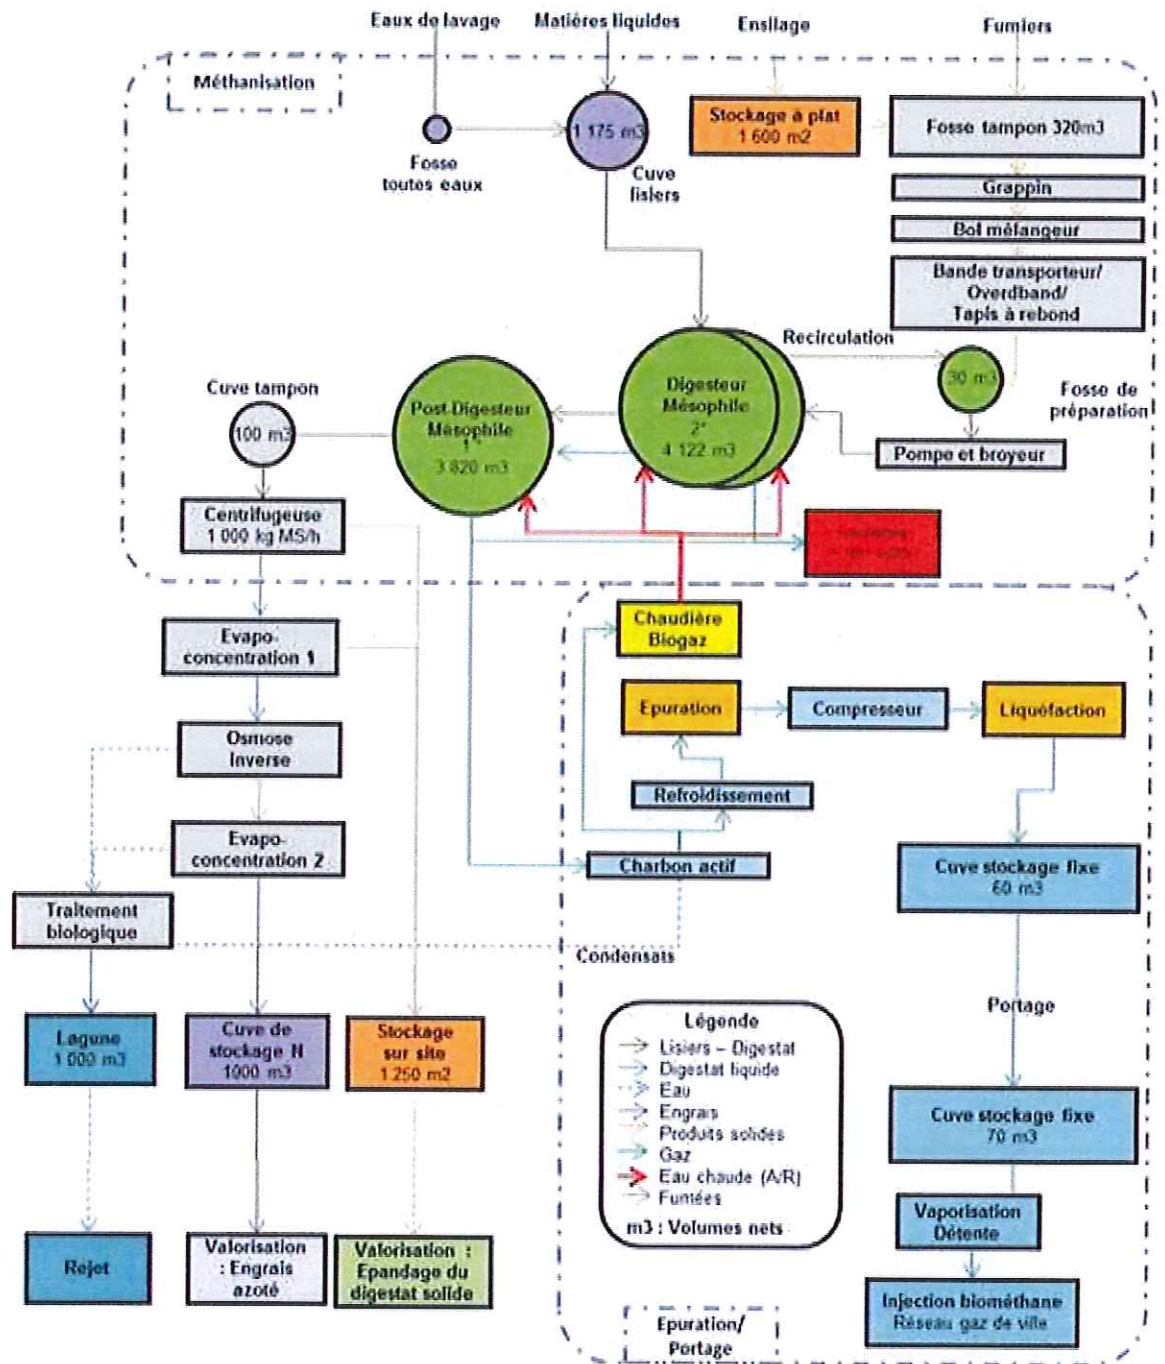 Eaux de lavage
Matières liquides
Ensilage
Fumiers
Méthanisation
Fosse
toutes eaux
1 175 m3
Cuve
lisiers
Stockage à plat
1 600 m2
Fosse tampon 320m3
Grappin
Bol mélangeur
Bande transporteur/
Overdband/
Tapis à rebond
Recirculation
30 m3
Fosse de
préparation
Pompe et broyeur
Digesteur
Mésophile
2*
4 122 m3
Post-Digesteur
Mésophile
1*
3 820 m3
Cuve tampon
100 m3
Centrifugeuse
1 000 kg MS/h
Evapo-
concentration 1
Osmose
Inverse
Evapo-
concentration 2
Traitement
biologique
Lagune
1 000 m3
Cuve de
stockage N
1000 m3
Stockage
sur site
1 250 m2
Rejet
Valorisation
: Engrais
azoté
Valorisation :
Epandage du
digestat solide
Chaudière
Biogaz
Epuration
Compresseur
Liquéfaction
Refroidissement
Charbon actif
Condensats
Cuve stockage fixe
60 m3
Portage
Cuve stockage fixe
70 m3
Vaporisation
Détente
Injection biométhane
Réseau gaz de ville
Légende
Lisiers – Digestat
Digestat liquide
Eau
Engrais
Produits solides
Gaz
Eau chaude (A/R)
Fumées
m3 : Volumes nets
Epuration/
Portage